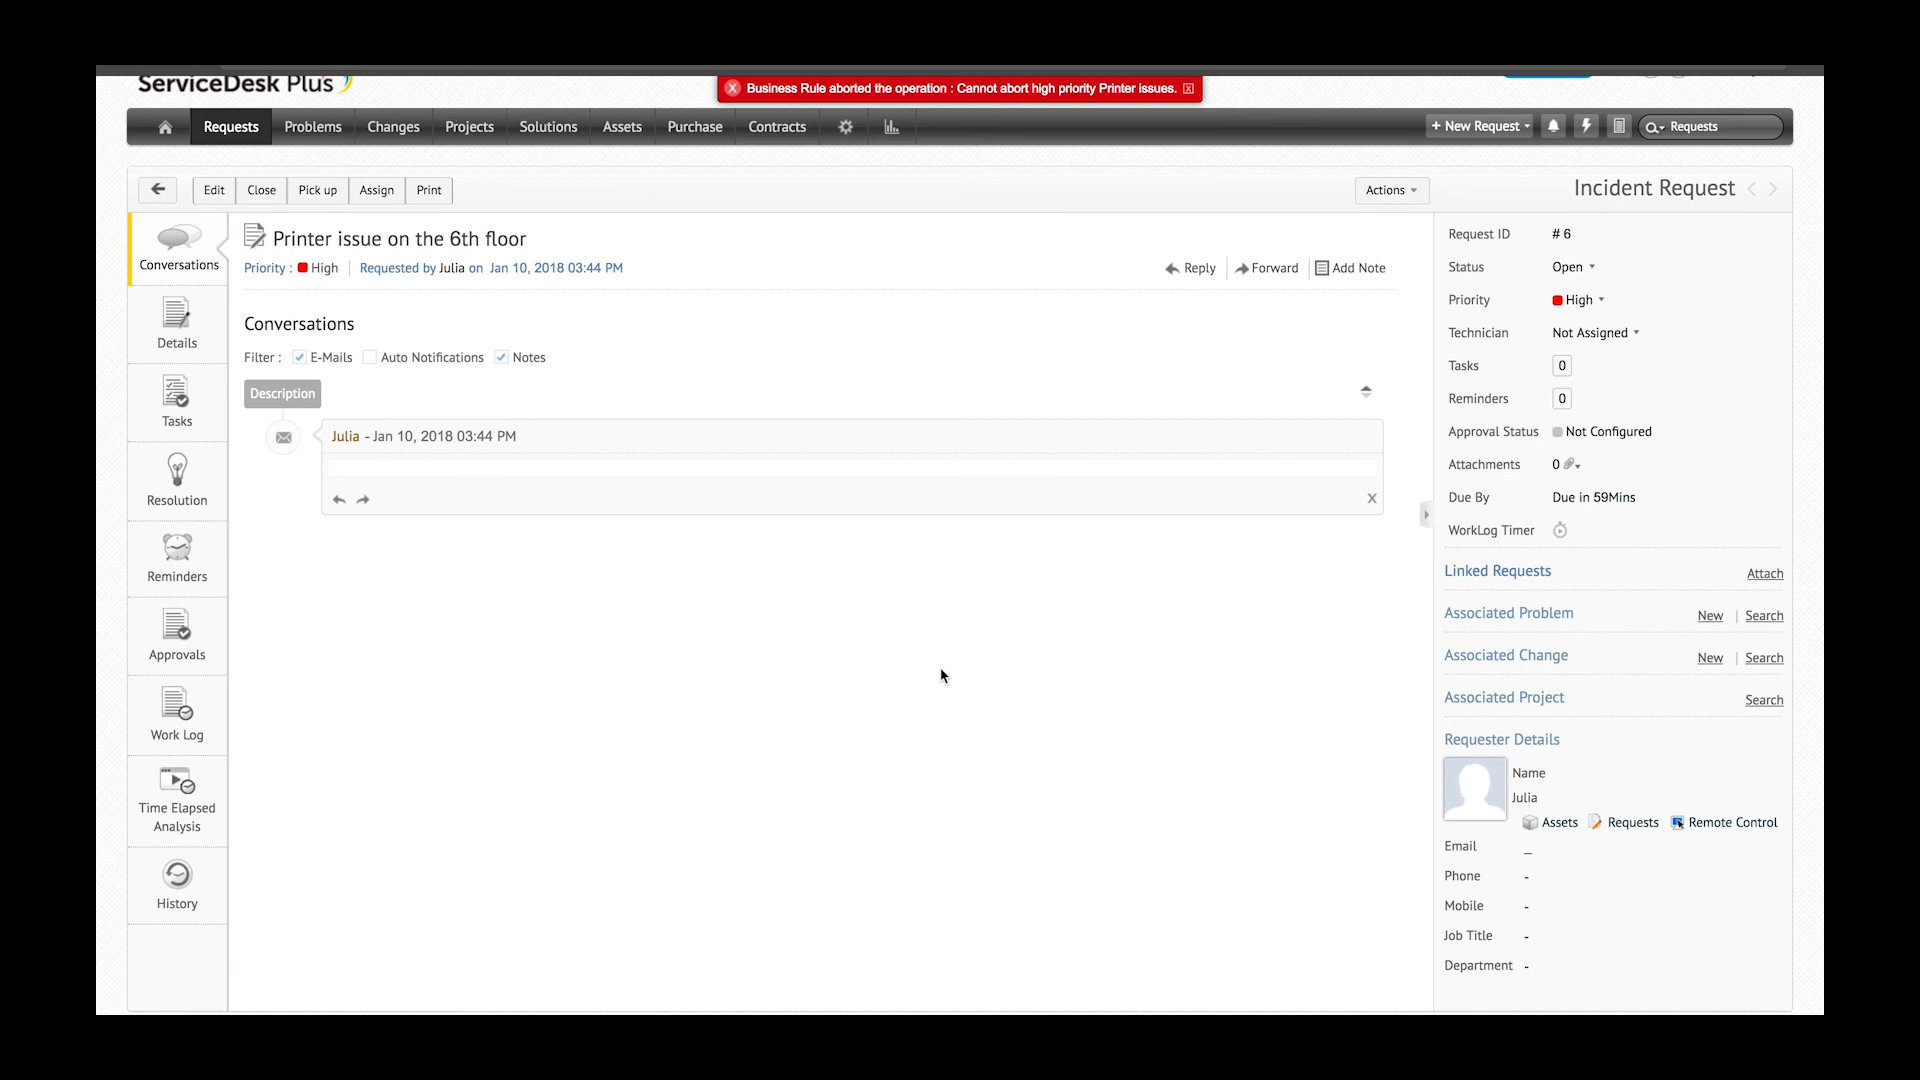 ServiceDesk Plus
Business Rule aborted the operation : Cannot abort high priority Printer issues.
Requests Problems Changes Projects Solutions Assets Purchase Contracts
+ New Request
Requests
Edit Close Pick up Assign Print
Actions
Incident Request
Conversations
Details
Tasks
Resolution
Reminders
Approvals
Work Log
Time Elapsed
Analysis
History
Printer issue on the 6th floor
Priority : High Requested by Julia on Jan 10, 2018 03:44 PM
Reply Forward Add Note
Conversations
Filter : E-Mails Auto Notifications Notes
Description
Julia - Jan 10, 2018 03:44 PM
X
Request ID # 6
Status Open
Priority High
Technician Not Assigned
Tasks 0
Reminders 0
Approval Status Not Configured
Attachments 0
Due By Due in 59Mins
WorkLog Timer
Linked Requests Attach
Associated Problem New | Search
Associated Change New | Search
Associated Project Search
Requester Details
Name
Julia
Assets Requests Remote Control
Email _
Phone -
Mobile -
Job Title -
Department -